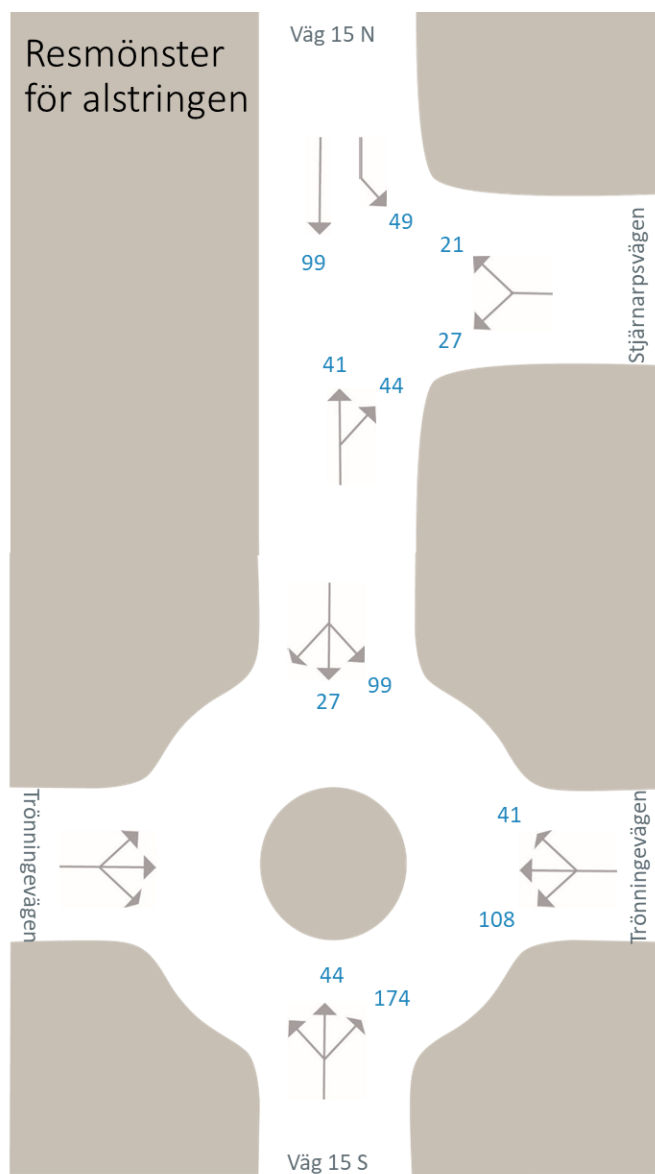 Väg 15 N
Resmönster
för alstringen
49
21
99
Stjärnarpsvägen
27
41
44
99
27
Trönningevägen
41
Trönningevägen
108
44
174
Väg 15 S